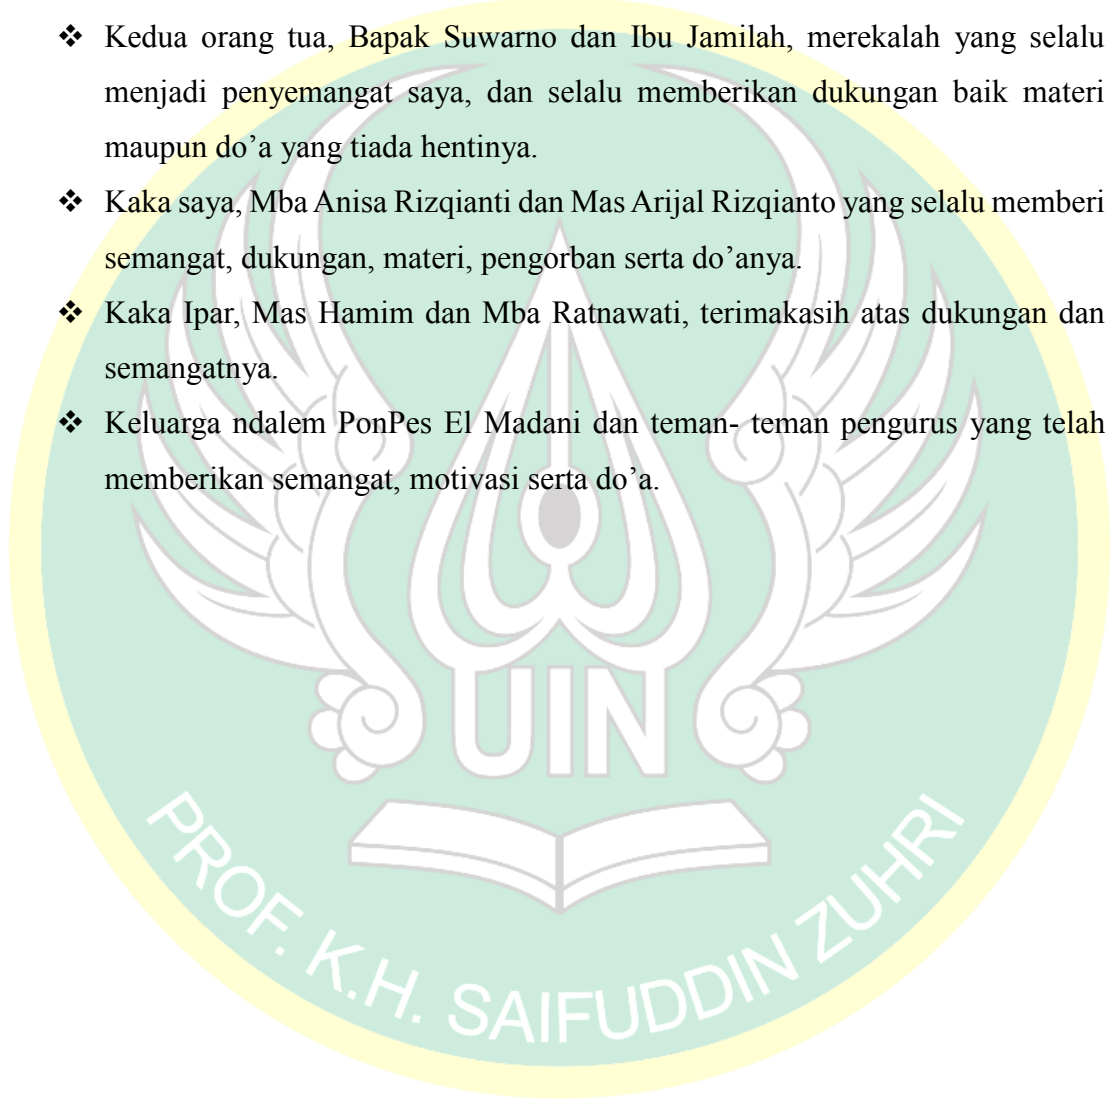 ❖ Kedua orang tua, Bapak Suwarno dan Ibu Jamilah, merekalah yang selalu
menjadi penyemangat saya, dan selalu memberikan dukungan baik materi
maupun do’a yang tiada hentinya.
❖ Kaka saya, Mba Anisa Rizqianti dan Mas Arijal Rizqianto yang selalu memberi
semangat, dukungan, materi, pengorban serta do’anya.
❖ Kaka Ipar, Mas Hamim dan Mba Ratnawati, terimakasih atas dukungan dan
semangatnya.
❖ Keluarga ndalem PonPes El Madani dan teman- teman pengurus yang telah
memberikan semangat, motivasi serta do’a.
UIN
PROF. K.H. SAIFUDDIN ZUHRI